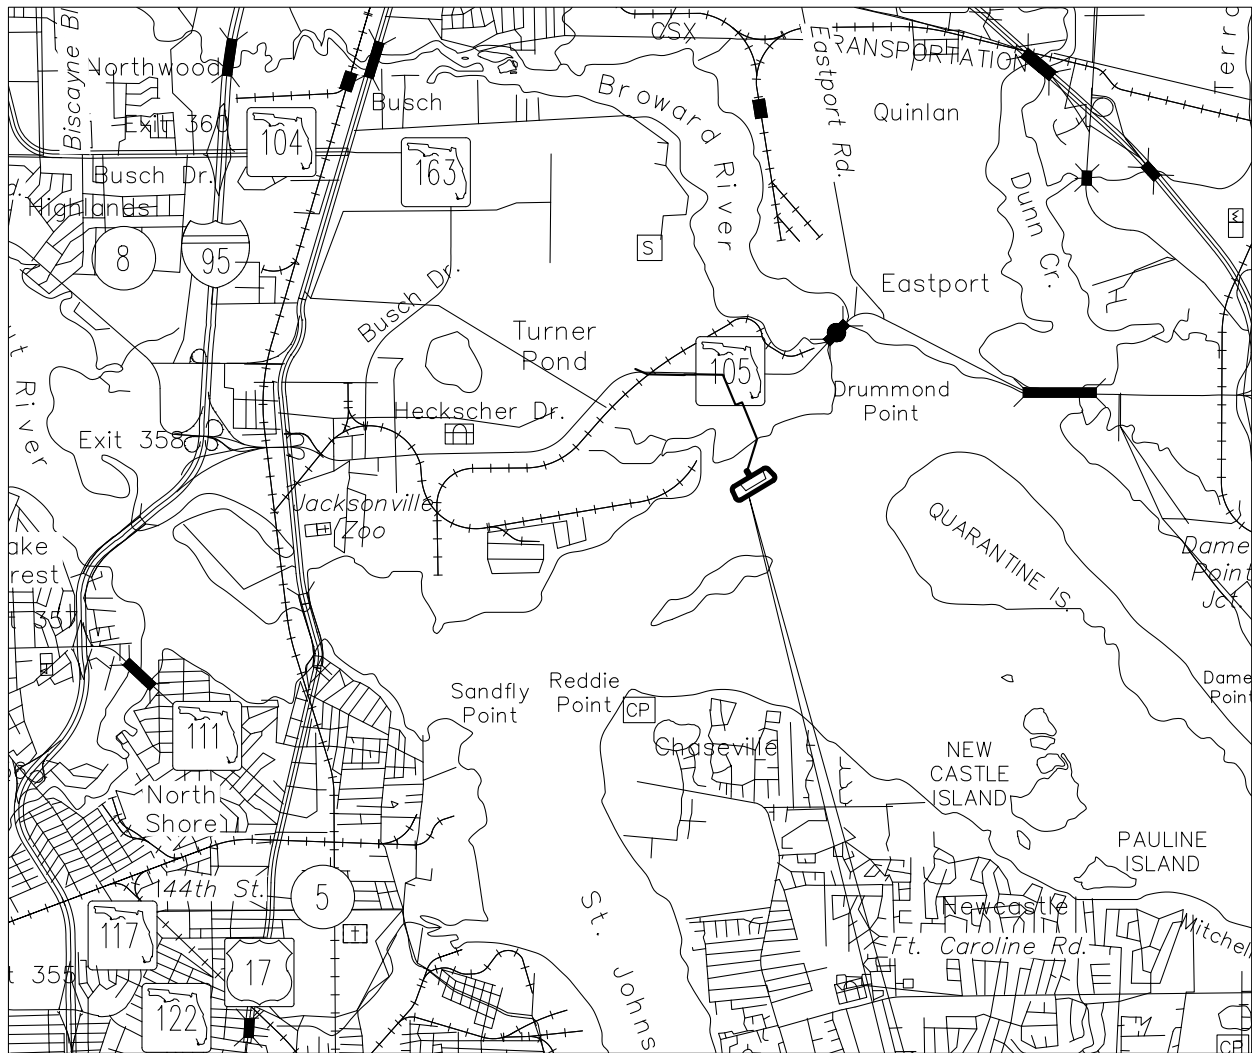 Biscayne Bl
CSX
TRANSPORTATION
Terra
Northwood
Busch
Broward River
Eastport Rd.
Quinlan
Exit 360
104
163
Busch Dr.
Highlands
Dunn Cr.
8
95
S
Eastport
Busch Dr.
Turner
Pond
105
River
Drummond
Point
Heckscher Dr.
Exit 358
Jacksonville
Zoo
QUARANTINE IS.
Dame
Point
Jct.
ake
rest
t 357
Dame
Point
Sandfly
Point
Reddie
Point
CP
111
Chaseville
NEW
CASTLE
ISLAND
North
Shore
PAULINE
ISLAND
144th St.
5
St. Johns
Newcastle
117
Ft. Caroline Rd.
Mitchel
t 355
17
122
CP